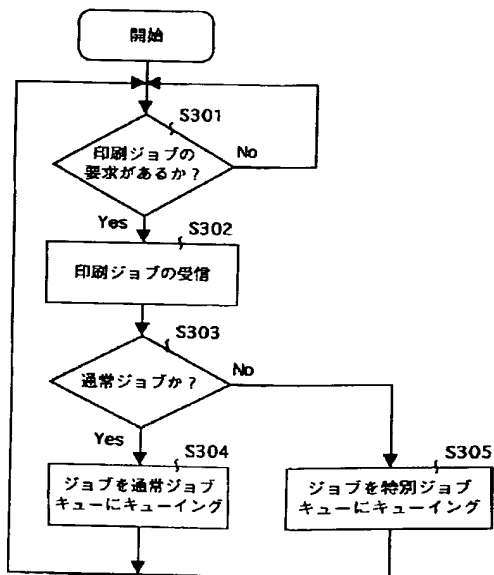 開始
S301
印刷ジョブの
要求があるか？
No
Yes
S302
印刷ジョブの受信
S303
通常ジョブか？
No
Yes
S304
ジョブを通常ジョブ
キューにキューイング
S305
ジョブを特別ジョブ
キューにキューイング